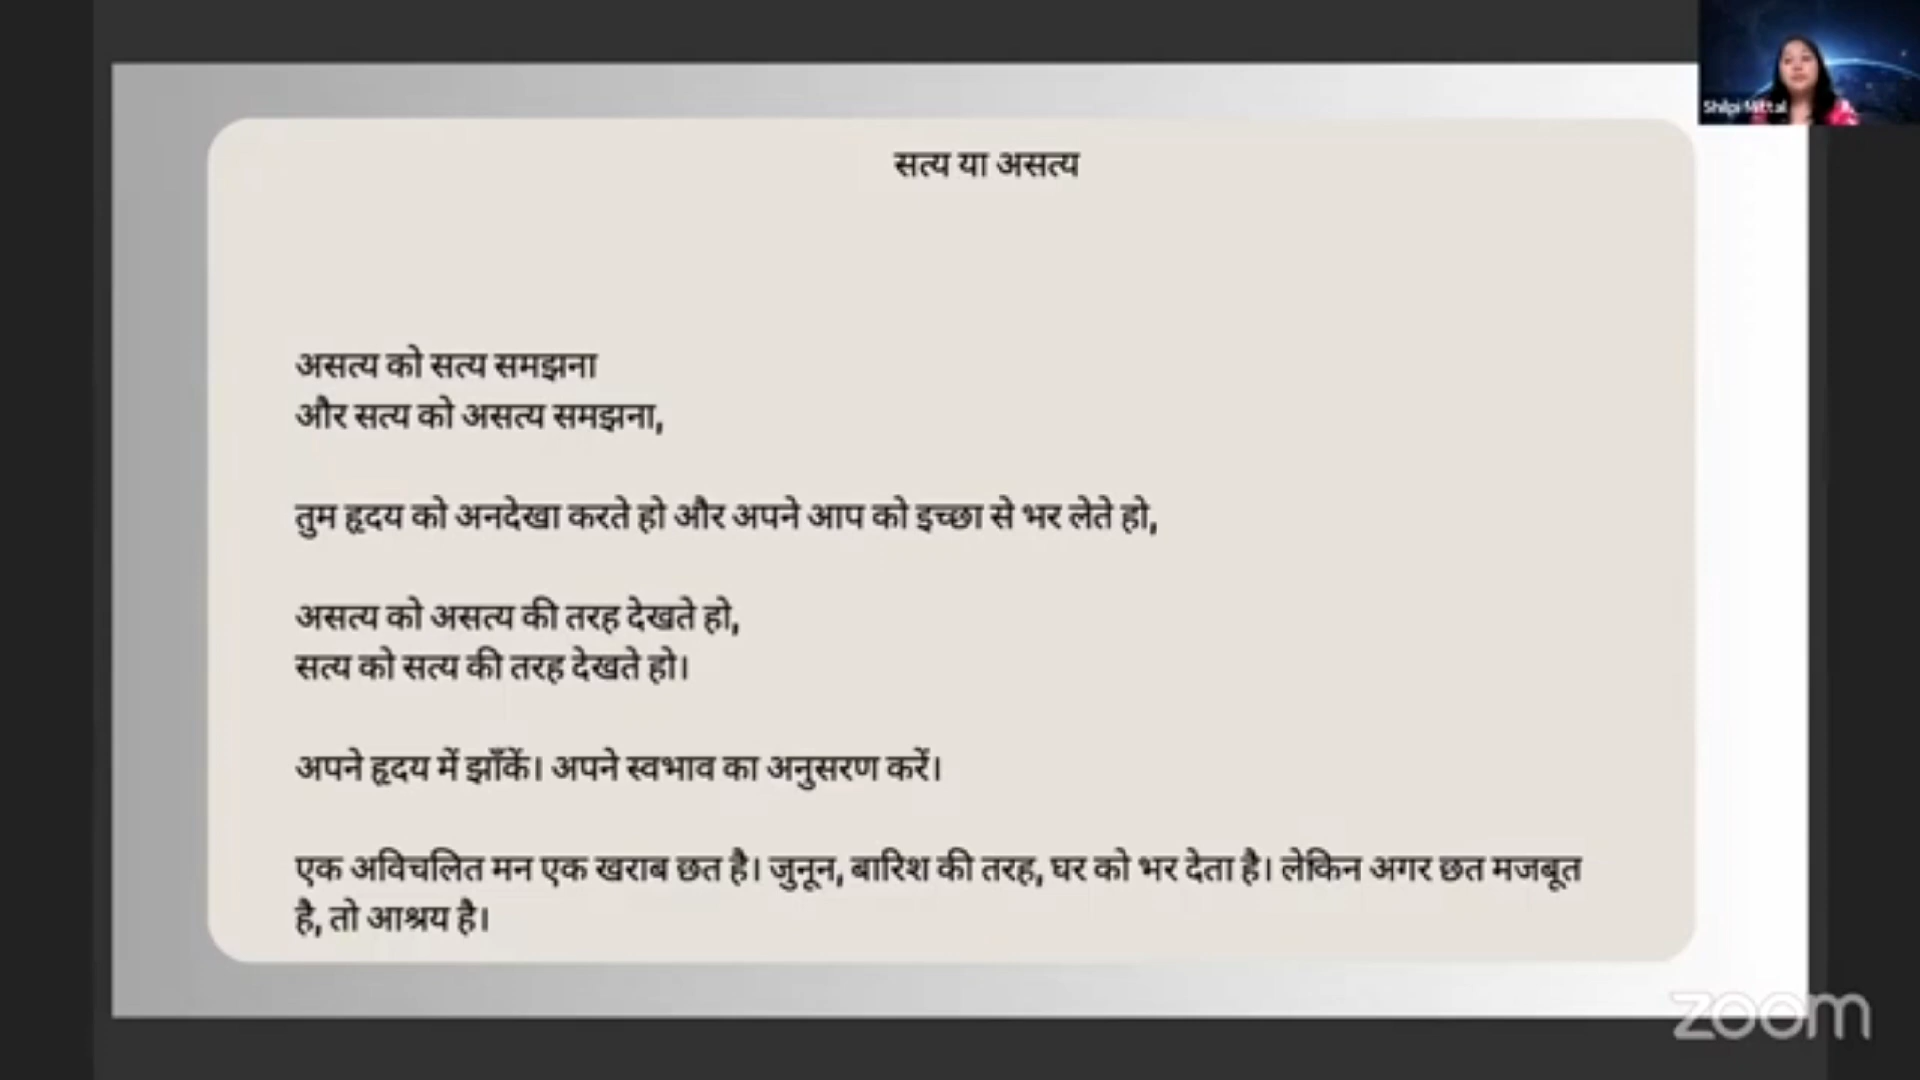 सत्य या असत्य
Shilpi Mittal
असत्य को सत्य समझना
और सत्य को असत्य समझना,
तुम हृदय को अनदेखा करते हो और अपने आप को इच्छा से भर लेते हो,
असत्य को असत्य की तरह देखते हो,
सत्य को सत्य की तरह देखते हो।
अपने हृदय में झाँकें। अपने स्वभाव का अनुसरण करें।
एक अविचलित मन एक खराब छत है। जुनून, बारिश की तरह, घर को भर देता है। लेकिन अगर छत मजबूत
है, तो आश्रय है।
zoom